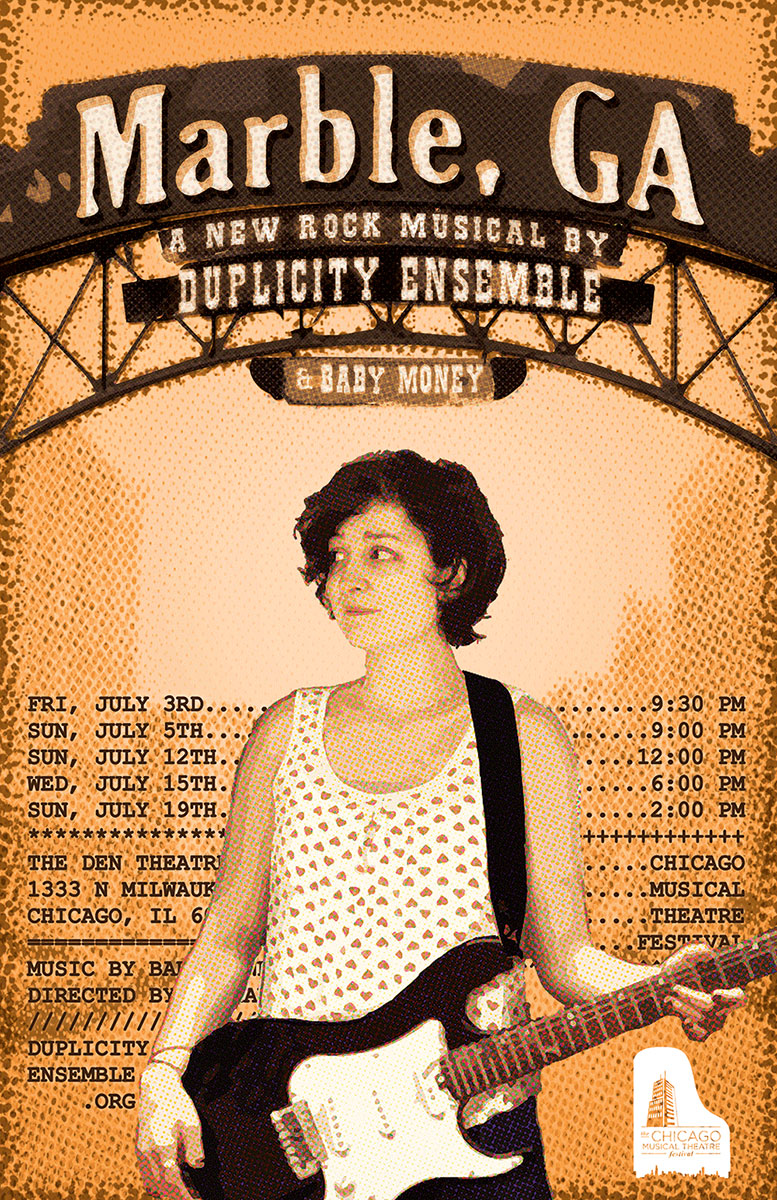 Marble, GA
A NEW ROCK MUSICAL BY
DUPLICITY ENSEMBLE
& BABY MONEY
FRI, JULY 3RD..... .......9:30 PM
SUN, JULY 5TH.... .......9:00 PM
SUN, JULY 12TH.. .....12:00 PM
WED, JULY 15TH. ......6:00 PM
SUN, JULY 19TH. ......2:00 PM
*************** +++++++++++++
THE DEN THEATRE .....CHICAGO
1333 N MILWAUK .....MUSICAL
CHICAGO, IL 6 .....THEATRE
============== ...FESTIVAL
MUSIC BY BA
DIRECTED BY
//////////
DUPLICITY
ENSEMBLE
.ORG
the CHICAGO
MUSICAL THEATRE
festival